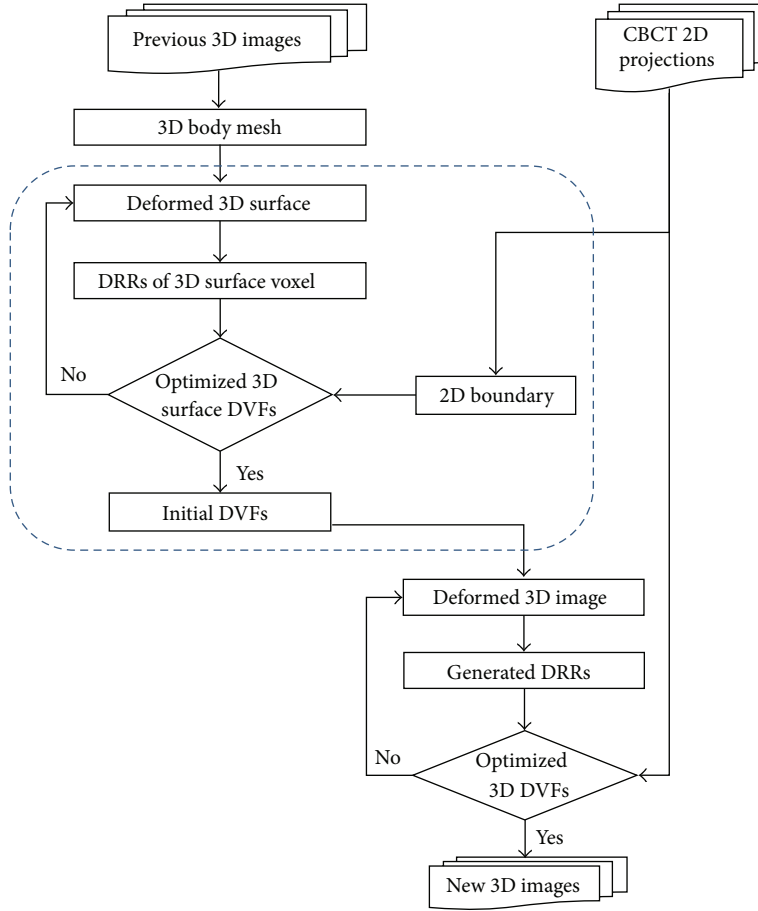 Previous 3D images
CBCT 2D
projections
3D body mesh
Deformed 3D surface
DRRs of 3D surface voxel
No
Optimized 3D
surface DVFs
2D boundary
Yes
Initial DVFs
Deformed 3D image
Generated DRRs
No
Optimized
3D DVFs
Yes
New 3D images